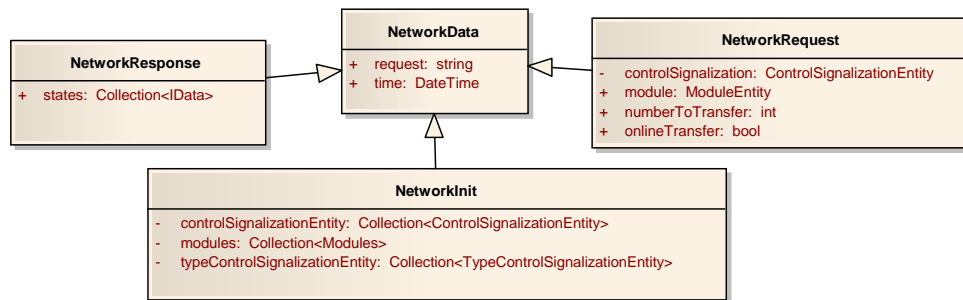 NetworkResponse
+ states: Collection<IData>
NetworkData
+ request: string
+ time: DateTime
NetworkRequest
- controlSignalization: ControlSignalizationEntity
+ module: ModuleEntity
+ numberToTransfer: int
+ onlineTransfer: bool
NetworkInit
- controlSignalizationEntity: Collection<ControlSignalizationEntity>
- modules: Collection<Modules>
- typeControlSignalizationEntity: Collection<TypeControlSignalizationEntity>